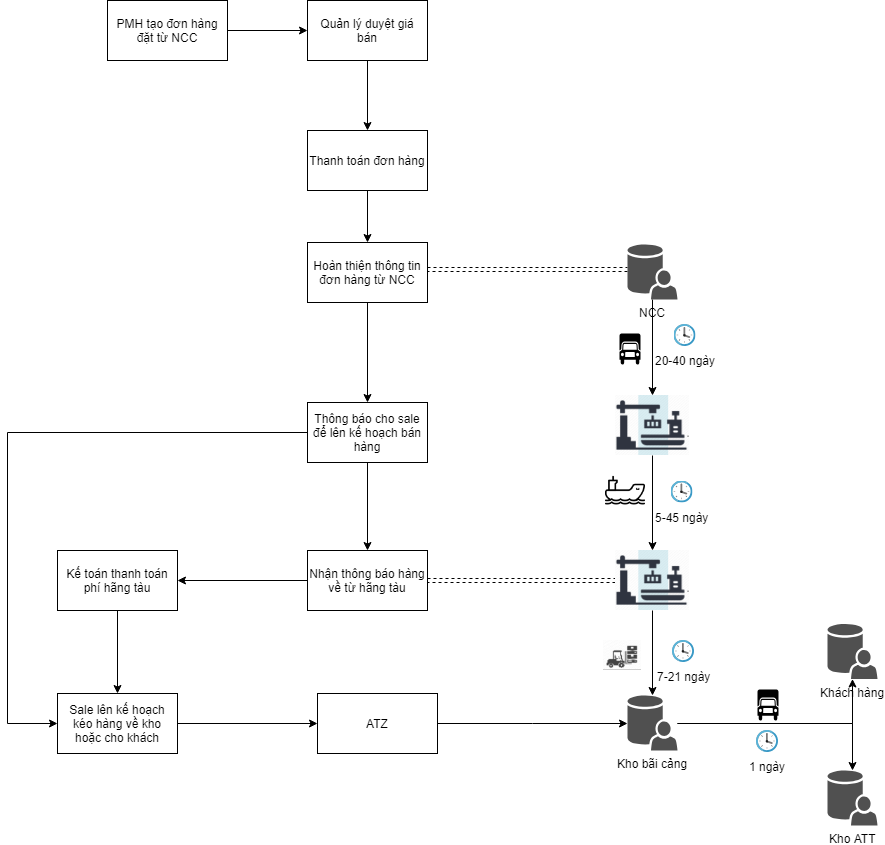 PMH tạo đơn hàng
đặt từ NCC
Quản lý duyệt giá
bán
Thanh toán đơn hàng
Hoàn thiện thông tin
đơn hàng từ NCC
NCC
20-40 ngày
Thông báo cho sale
để lên kế hoạch bán
hàng
5-45 ngày
Kế toán thanh toán
phí hãng tàu
Nhận thông báo hàng
về từ hãng tàu
7-21 ngày
Khách hàng
Sale lên kế hoạch
kéo hàng về kho
hoặc cho khách
ATZ
Kho bãi cảng
1 ngày
Kho ATT